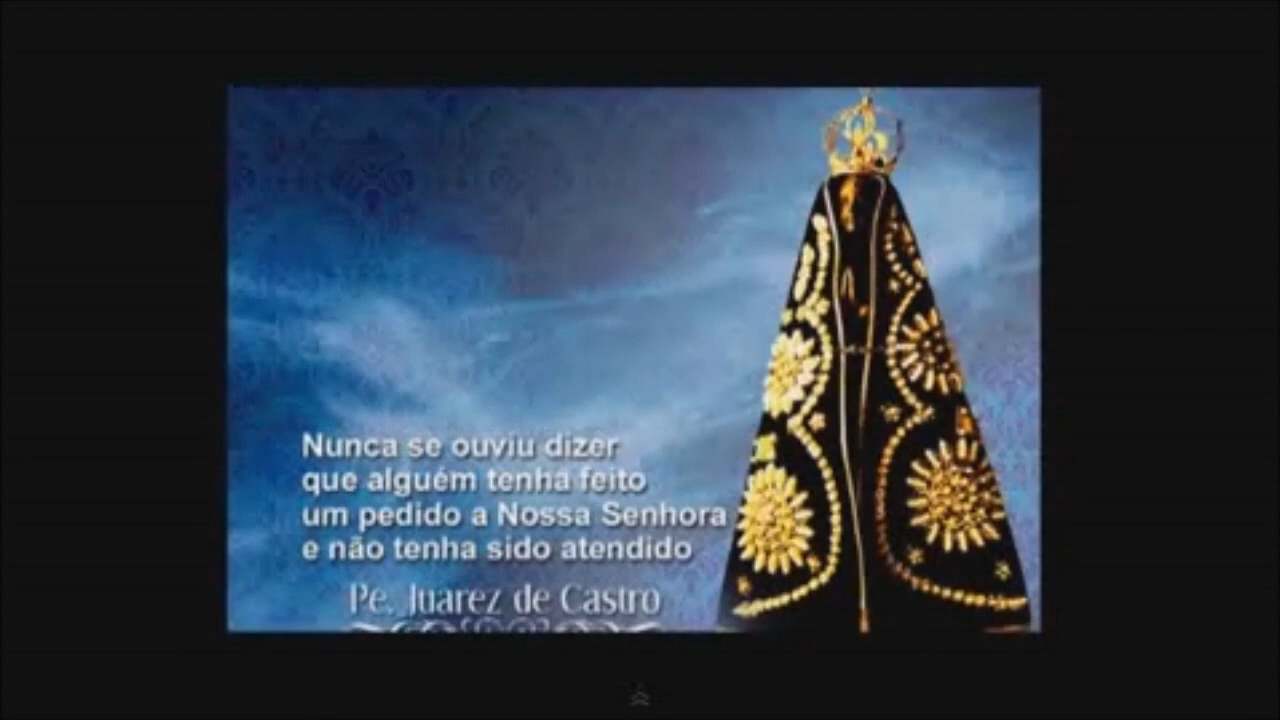 Nunca se ouviu dizer
que alguém tenha feito
um pedido a Nossa Senhora
e não tenha sido atendido
Pe. Juarez de Castro